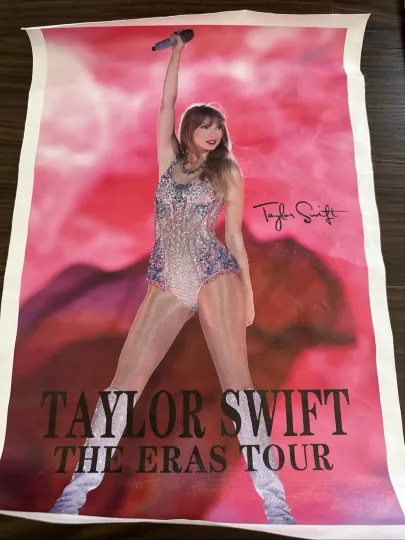 Taylor Swift
TAYLOR SWIFT
THE ERAS TOUR